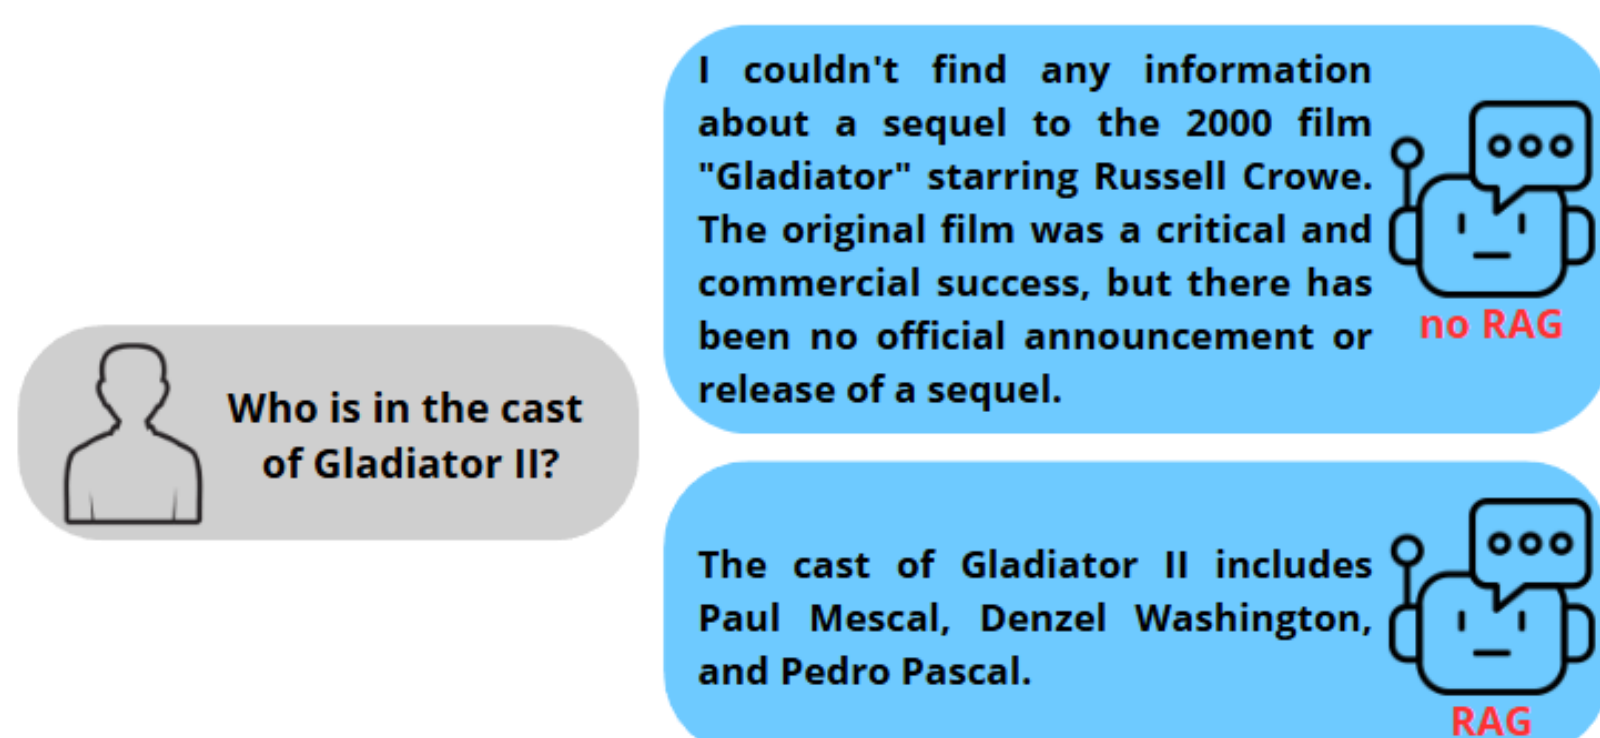 Who is in the cast
of Gladiator II?
I couldn't find any information
about a sequel to the 2000 film
"Gladiator" starring Russell Crowe.
The original film was a critical and
commercial success, but there has
been no official announcement or
release of a sequel.
no RAG
The cast of Gladiator II includes
Paul Mescal, Denzel Washington,
and Pedro Pascal.
RAG